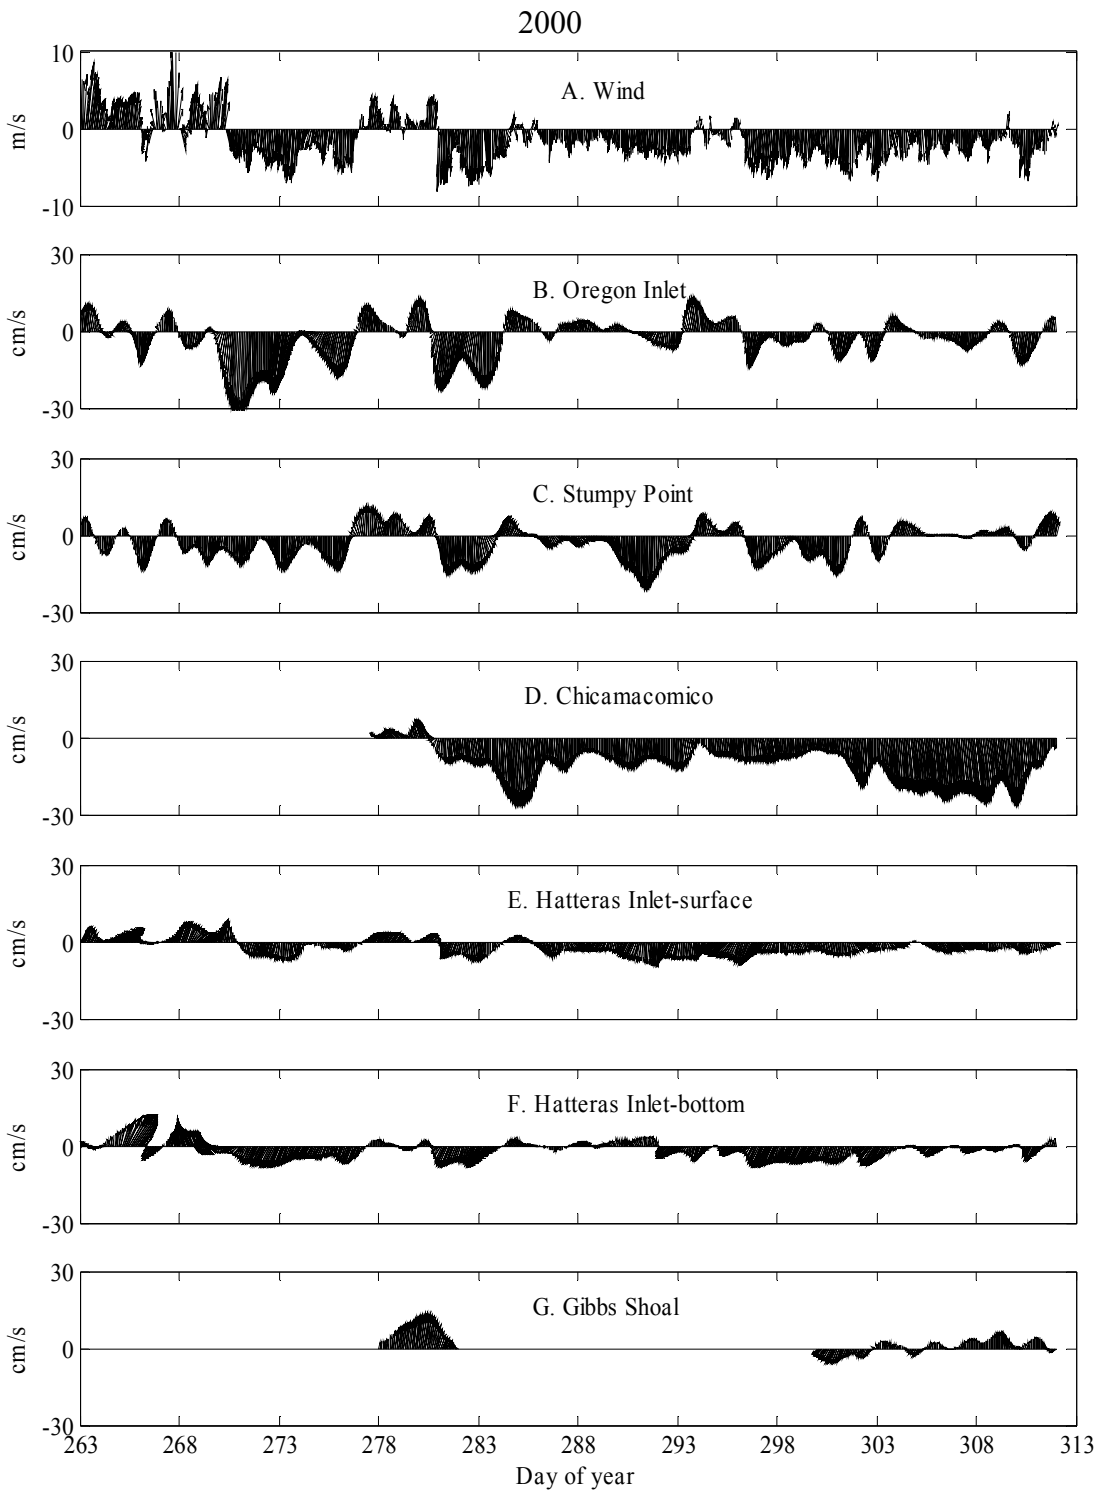 2000
A. Wind
10
0
-10
m/s
B. Oregon Inlet
30
0
-30
cm/s
C. Stumpy Point
30
0
-30
cm/s
D. Chicamacomico
30
0
-30
cm/s
E. Hatteras Inlet-surface
30
0
-30
cm/s
F. Hatteras Inlet-bottom
30
0
-30
cm/s
G. Gibbs Shoal
30
0
-30
cm/s
263 268 273 278 283 288 293 298 303 308 313
Day of year